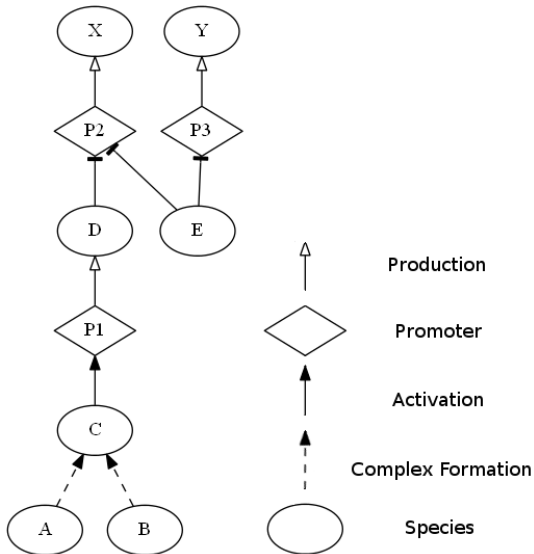 X Y
P2 P3
D E
Production
P1
Promoter
Activation
C
Complex Formation
A B
Species